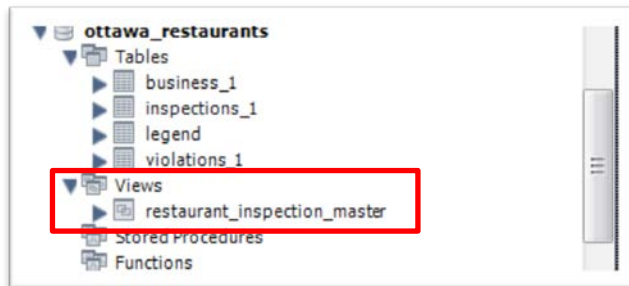 ottawa_restaurants
Tables
business_1
inspections_1
legend
violations_1
Views
restaurant_inspection_master
Stored Procedures
Functions